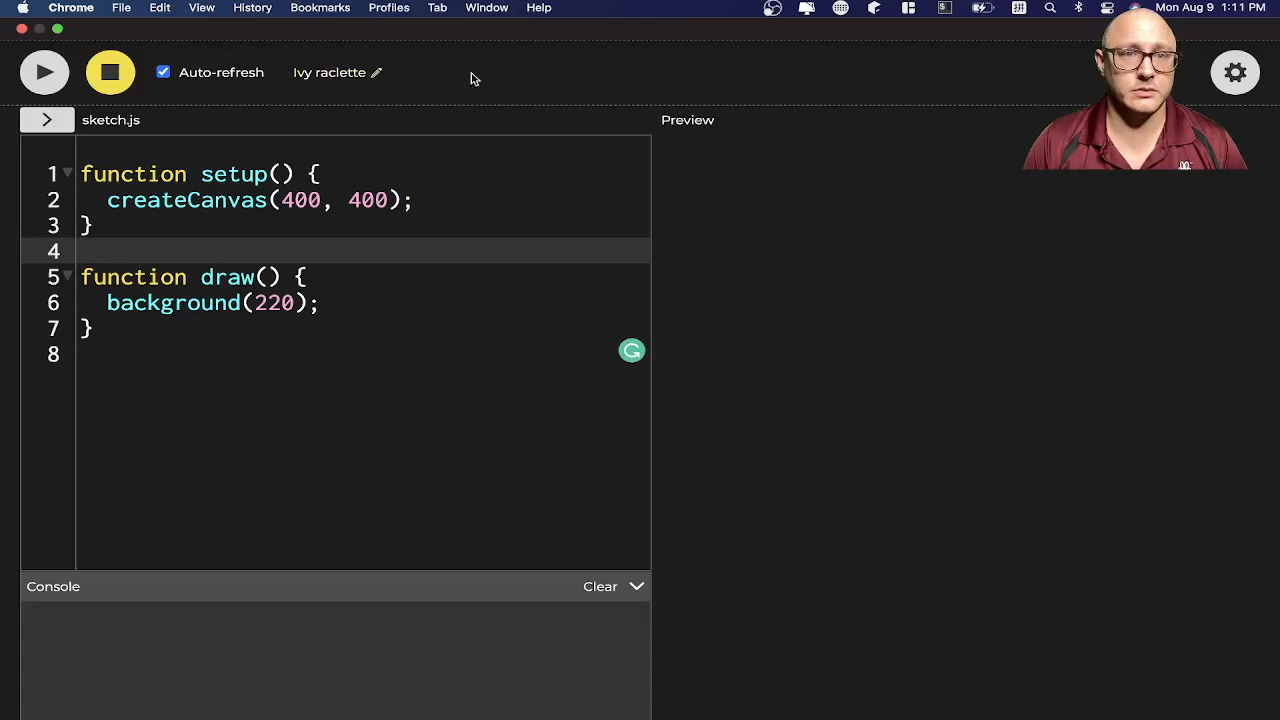 Chrome File Edit View History Bookmarks Profiles Tab Window Help Mon Aug 9 1:11 PM
Auto-refresh Ivy raclette
> sketch.js Preview
1 function setup() {
2 createCanvas(400, 400);
3 }
4
5 function draw() {
6 background(220);
7 }
8
Console Clear